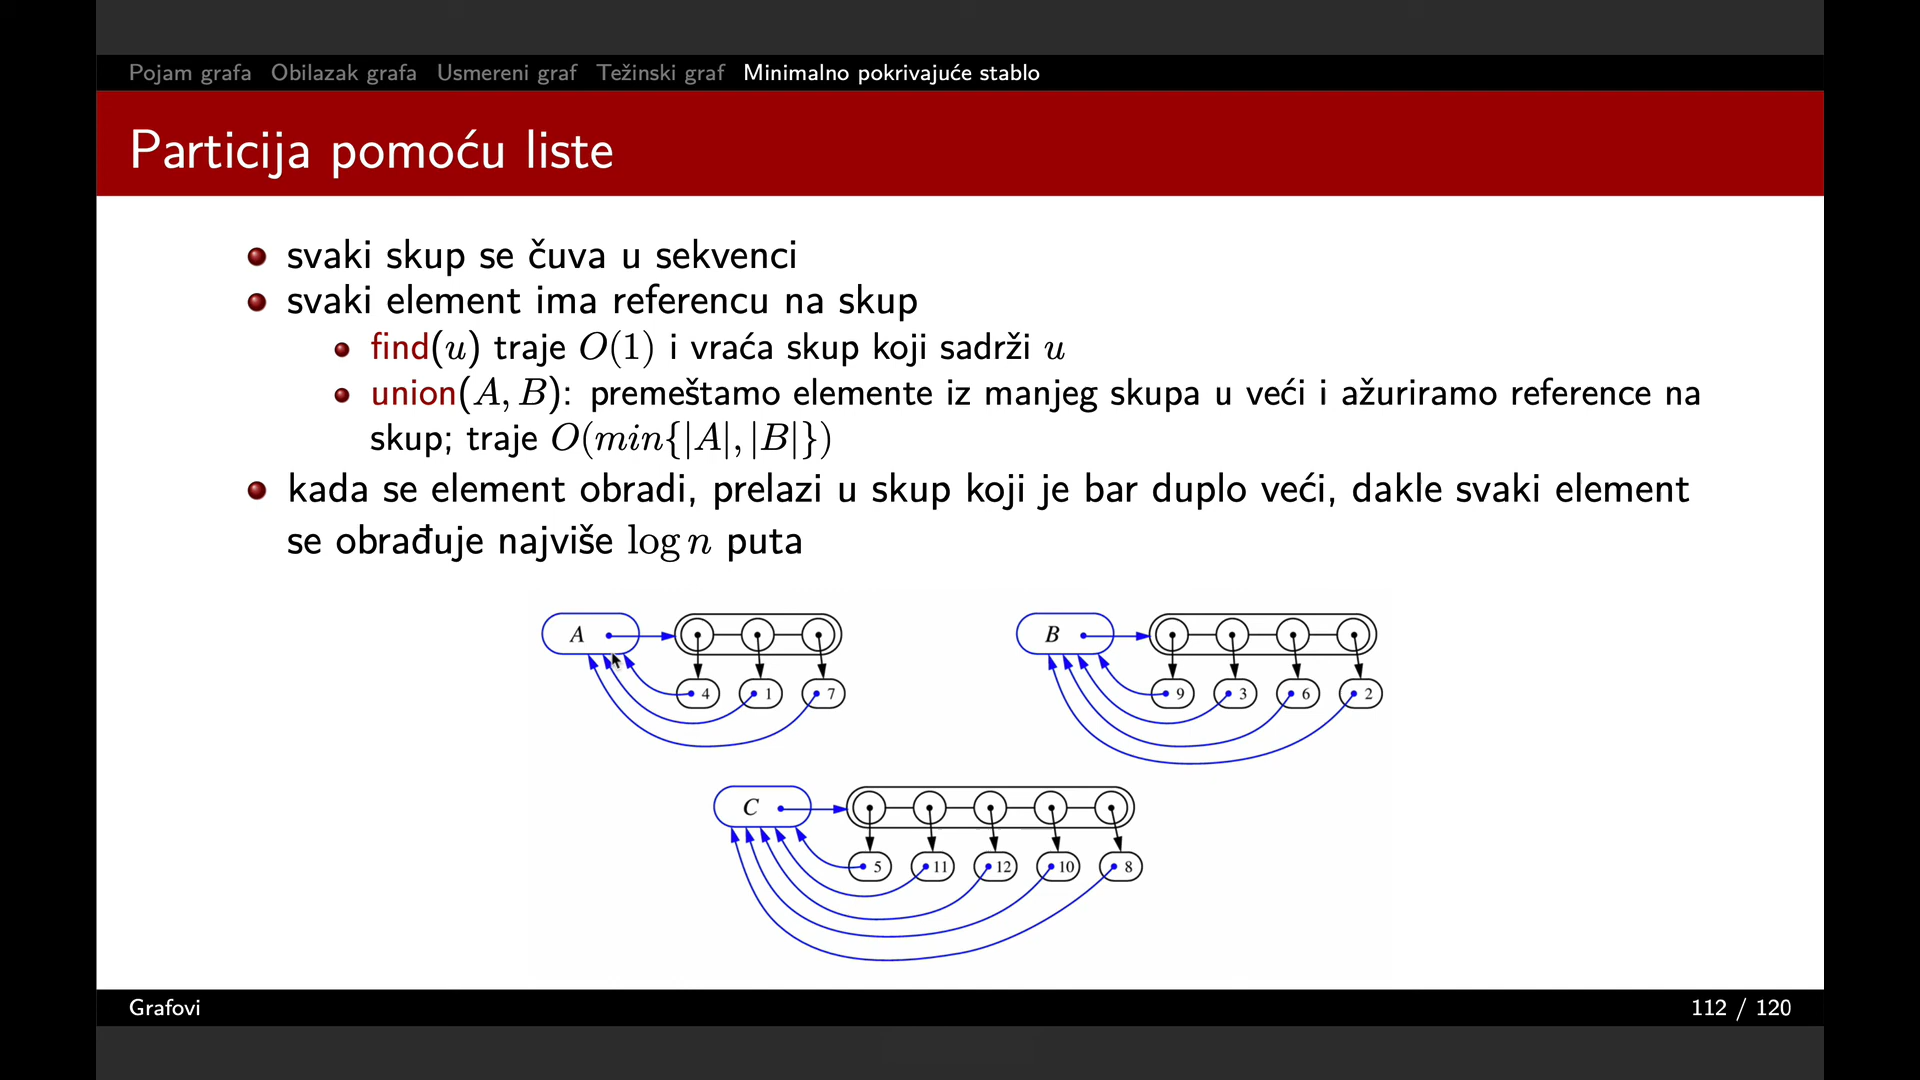 Pojam grafa Obilazak grafa Usmereni graf Težinski graf Minimalno pokrivajuće stablo
Particija pomoću liste
svaki skup se čuva u sekvenci
svaki element ima referencu na skup
find(u) traje O(1) i vraća skup koji sadrži u
union(A, B): premeštamo elemente iz manjeg skupa u veći i ažuriramo reference na
skup; traje O(min{|A|, |B|})
kada se element obradi, prelazi u skup koji je bar duplo veći, dakle svaki element
se obrađuje najviše log n puta
A
4 1 7
B
9 3 6 2
C
5 11 12 10 8
Grafovi
112 / 120